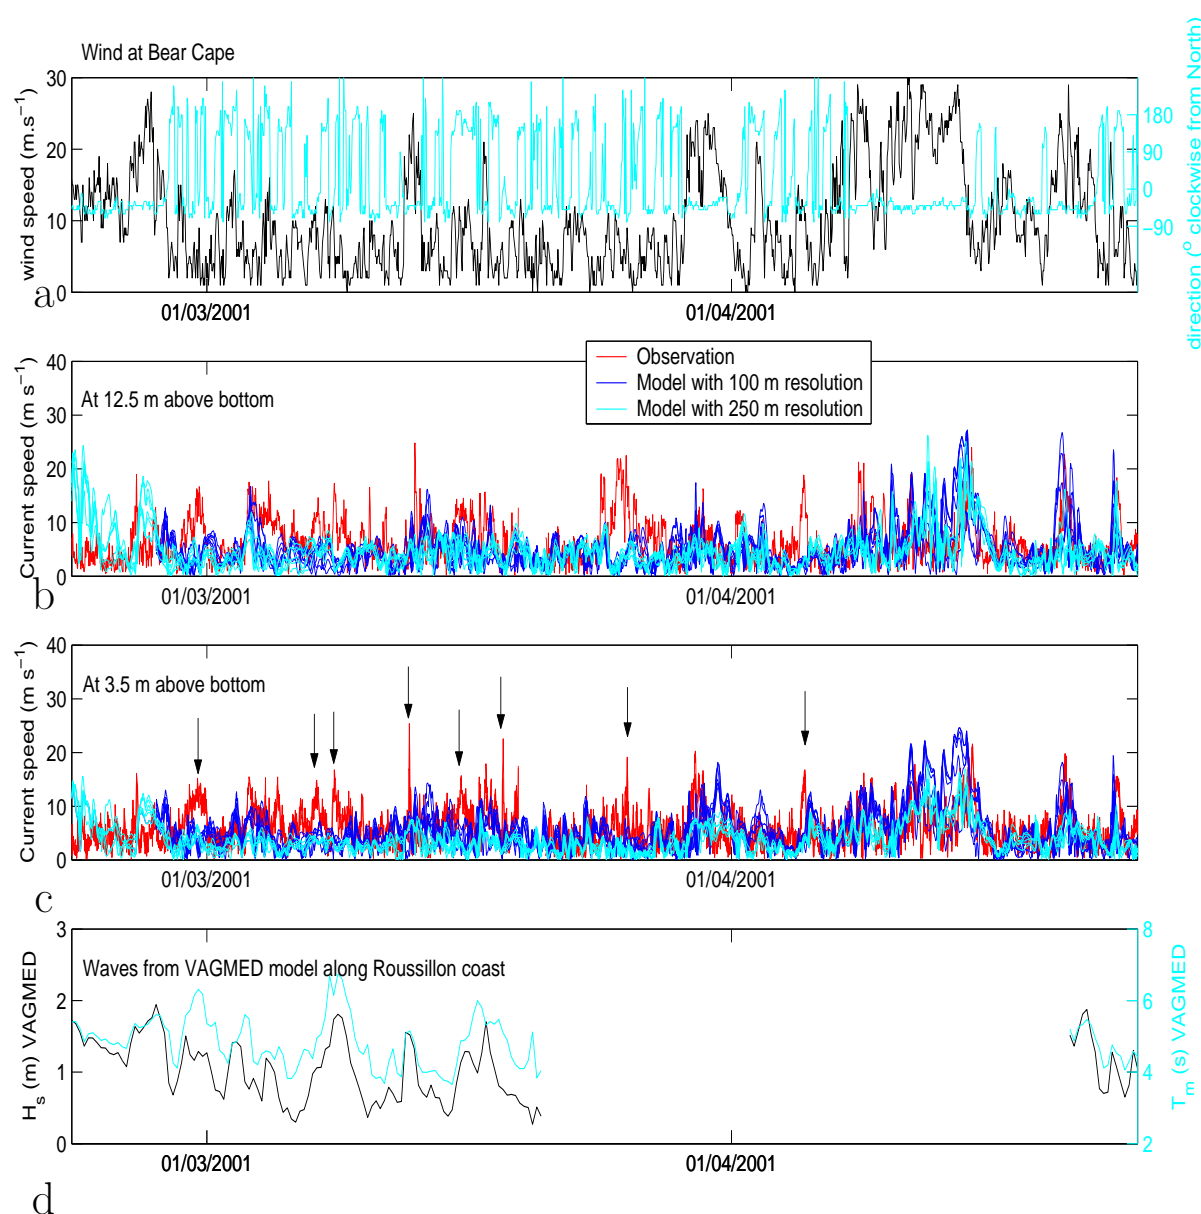 Wind at Bear Cape
30
20
10
0
wind speed (m.s⁻¹)
180
90
0
−90
direction (° clockwise from North)
01/03/2001
01/04/2001
a
40
30
20
10
0
Current speed (m s⁻¹)
At 12.5 m above bottom
Observation
Model with 100 m resolution
Model with 250 m resolution
01/03/2001
01/04/2001
b
40
30
20
10
0
Current speed (m s⁻¹)
At 3.5 m above bottom
01/03/2001
01/04/2001
c
3
2
1
0
H_s (m) VAGMED
Waves from VAGMED model along Roussillon coast
8
6
4
2
T_m (s) VAGMED
01/03/2001
01/04/2001
d